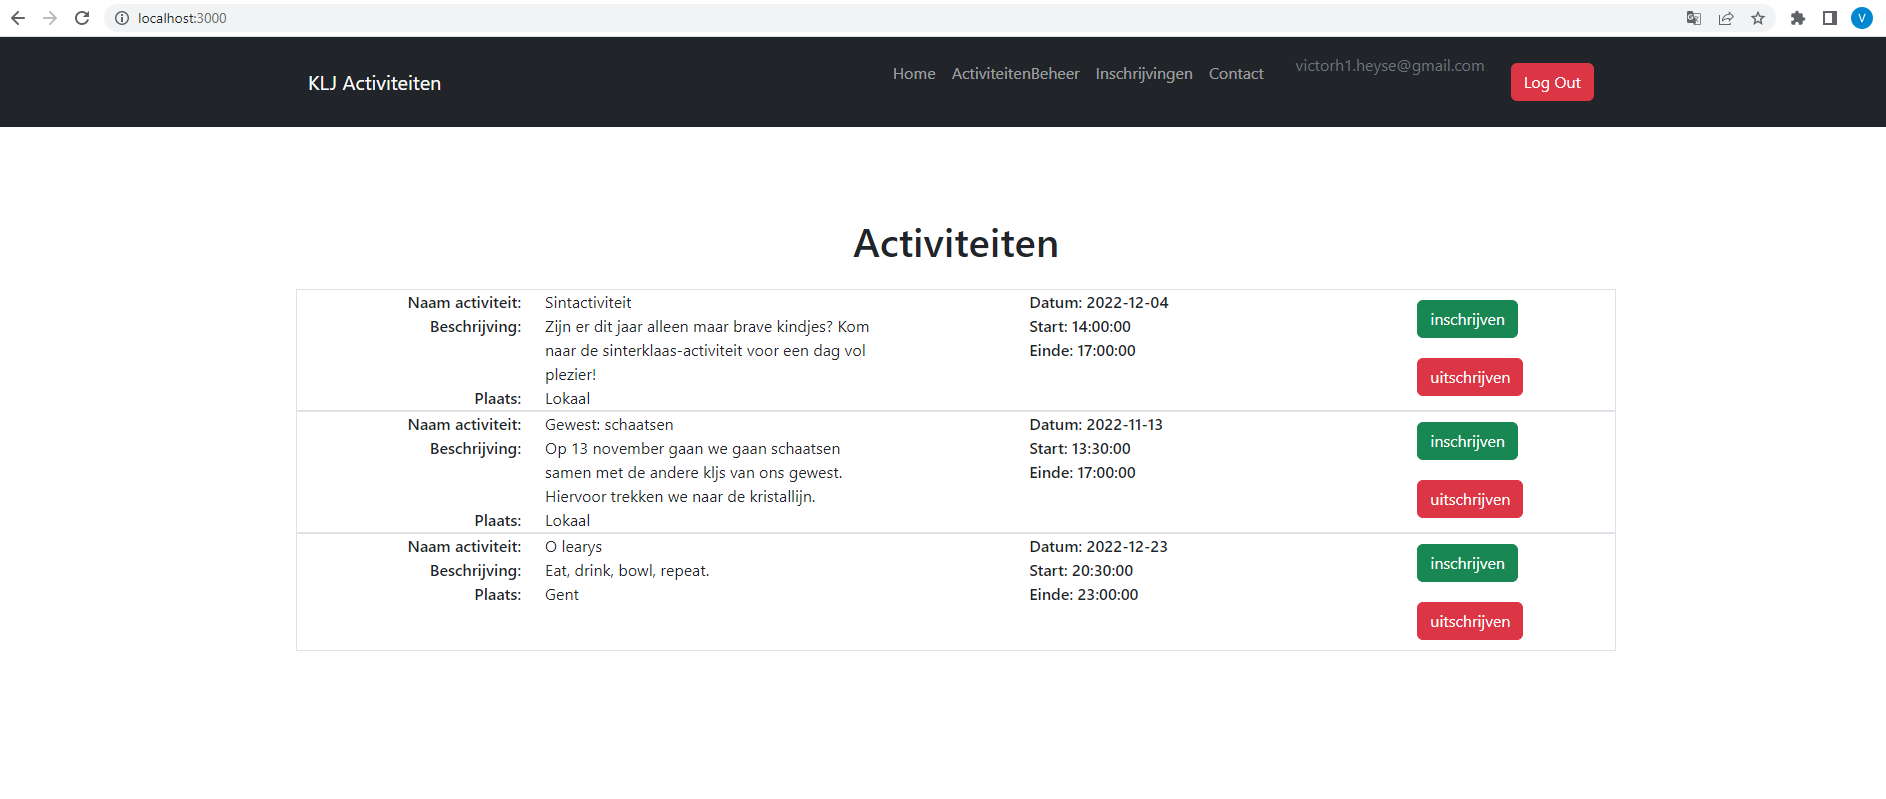 localhost:3000
V
KLJ Activiteiten
Home ActiviteitenBeheer Inschrijvingen Contact victorh1.heyse@gmail.com Log Out
Activiteiten
Naam activiteit: Sintactiviteit Datum: 2022-12-04 inschrijven
Beschrijving: Zijn er dit jaar alleen maar brave kindjes? Kom Start: 14:00:00
naar de sinterklaas-activiteit voor een dag vol Einde: 17:00:00
plezier! uitschrijven
Plaats: Lokaal
Naam activiteit: Gewest: schaatsen Datum: 2022-11-13 inschrijven
Beschrijving: Op 13 november gaan we gaan schaatsen Start: 13:30:00
samen met de andere kljs van ons gewest. Einde: 17:00:00
Hiervoor trekken we naar de kristallijn. uitschrijven
Plaats: Lokaal
Naam activiteit: O learys Datum: 2022-12-23 inschrijven
Beschrijving: Eat, drink, bowl, repeat. Start: 20:30:00
Plaats: Gent Einde: 23:00:00
uitschrijven